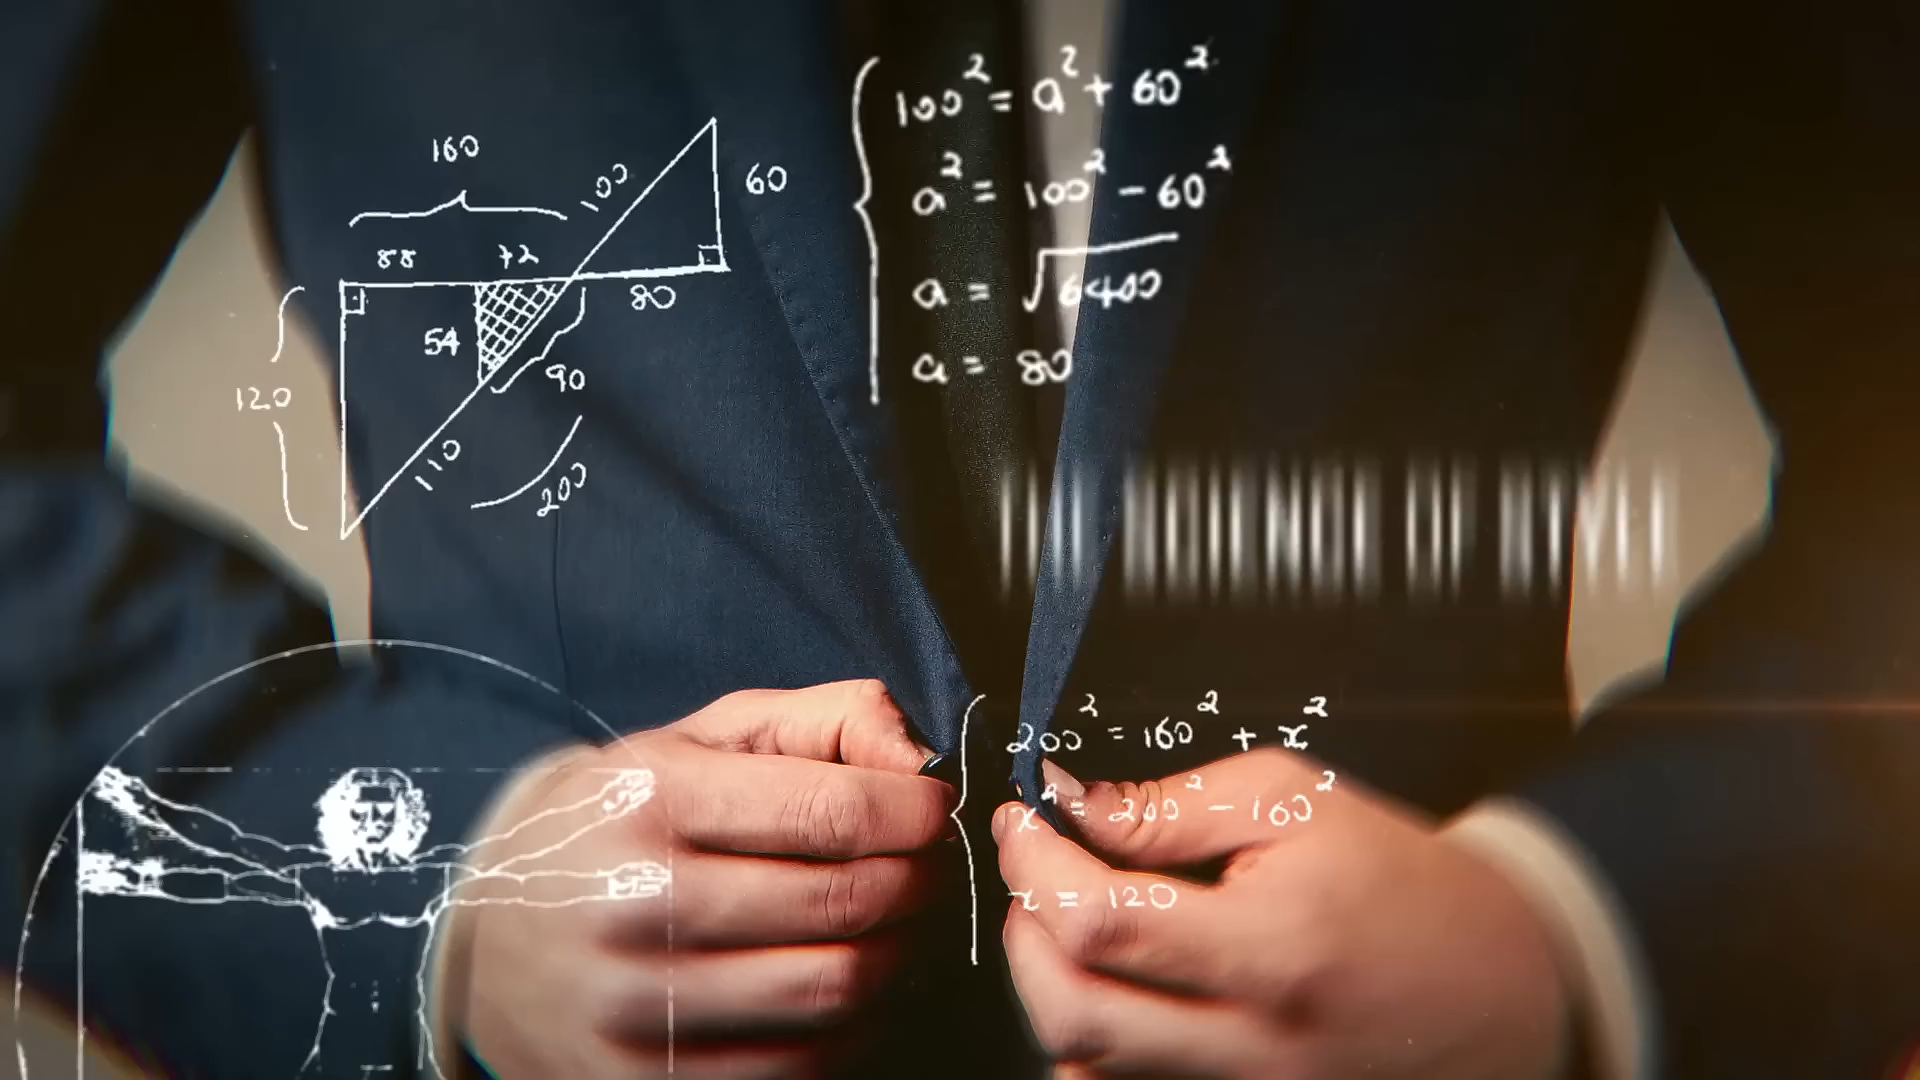 160
100
60
88 72
80
54
90
120
110
200
100² = a² + 60²
a² = 100² - 60²
a = √6400
a = 80
200² = 160² + x²
x² = 200² - 160²
x = 120